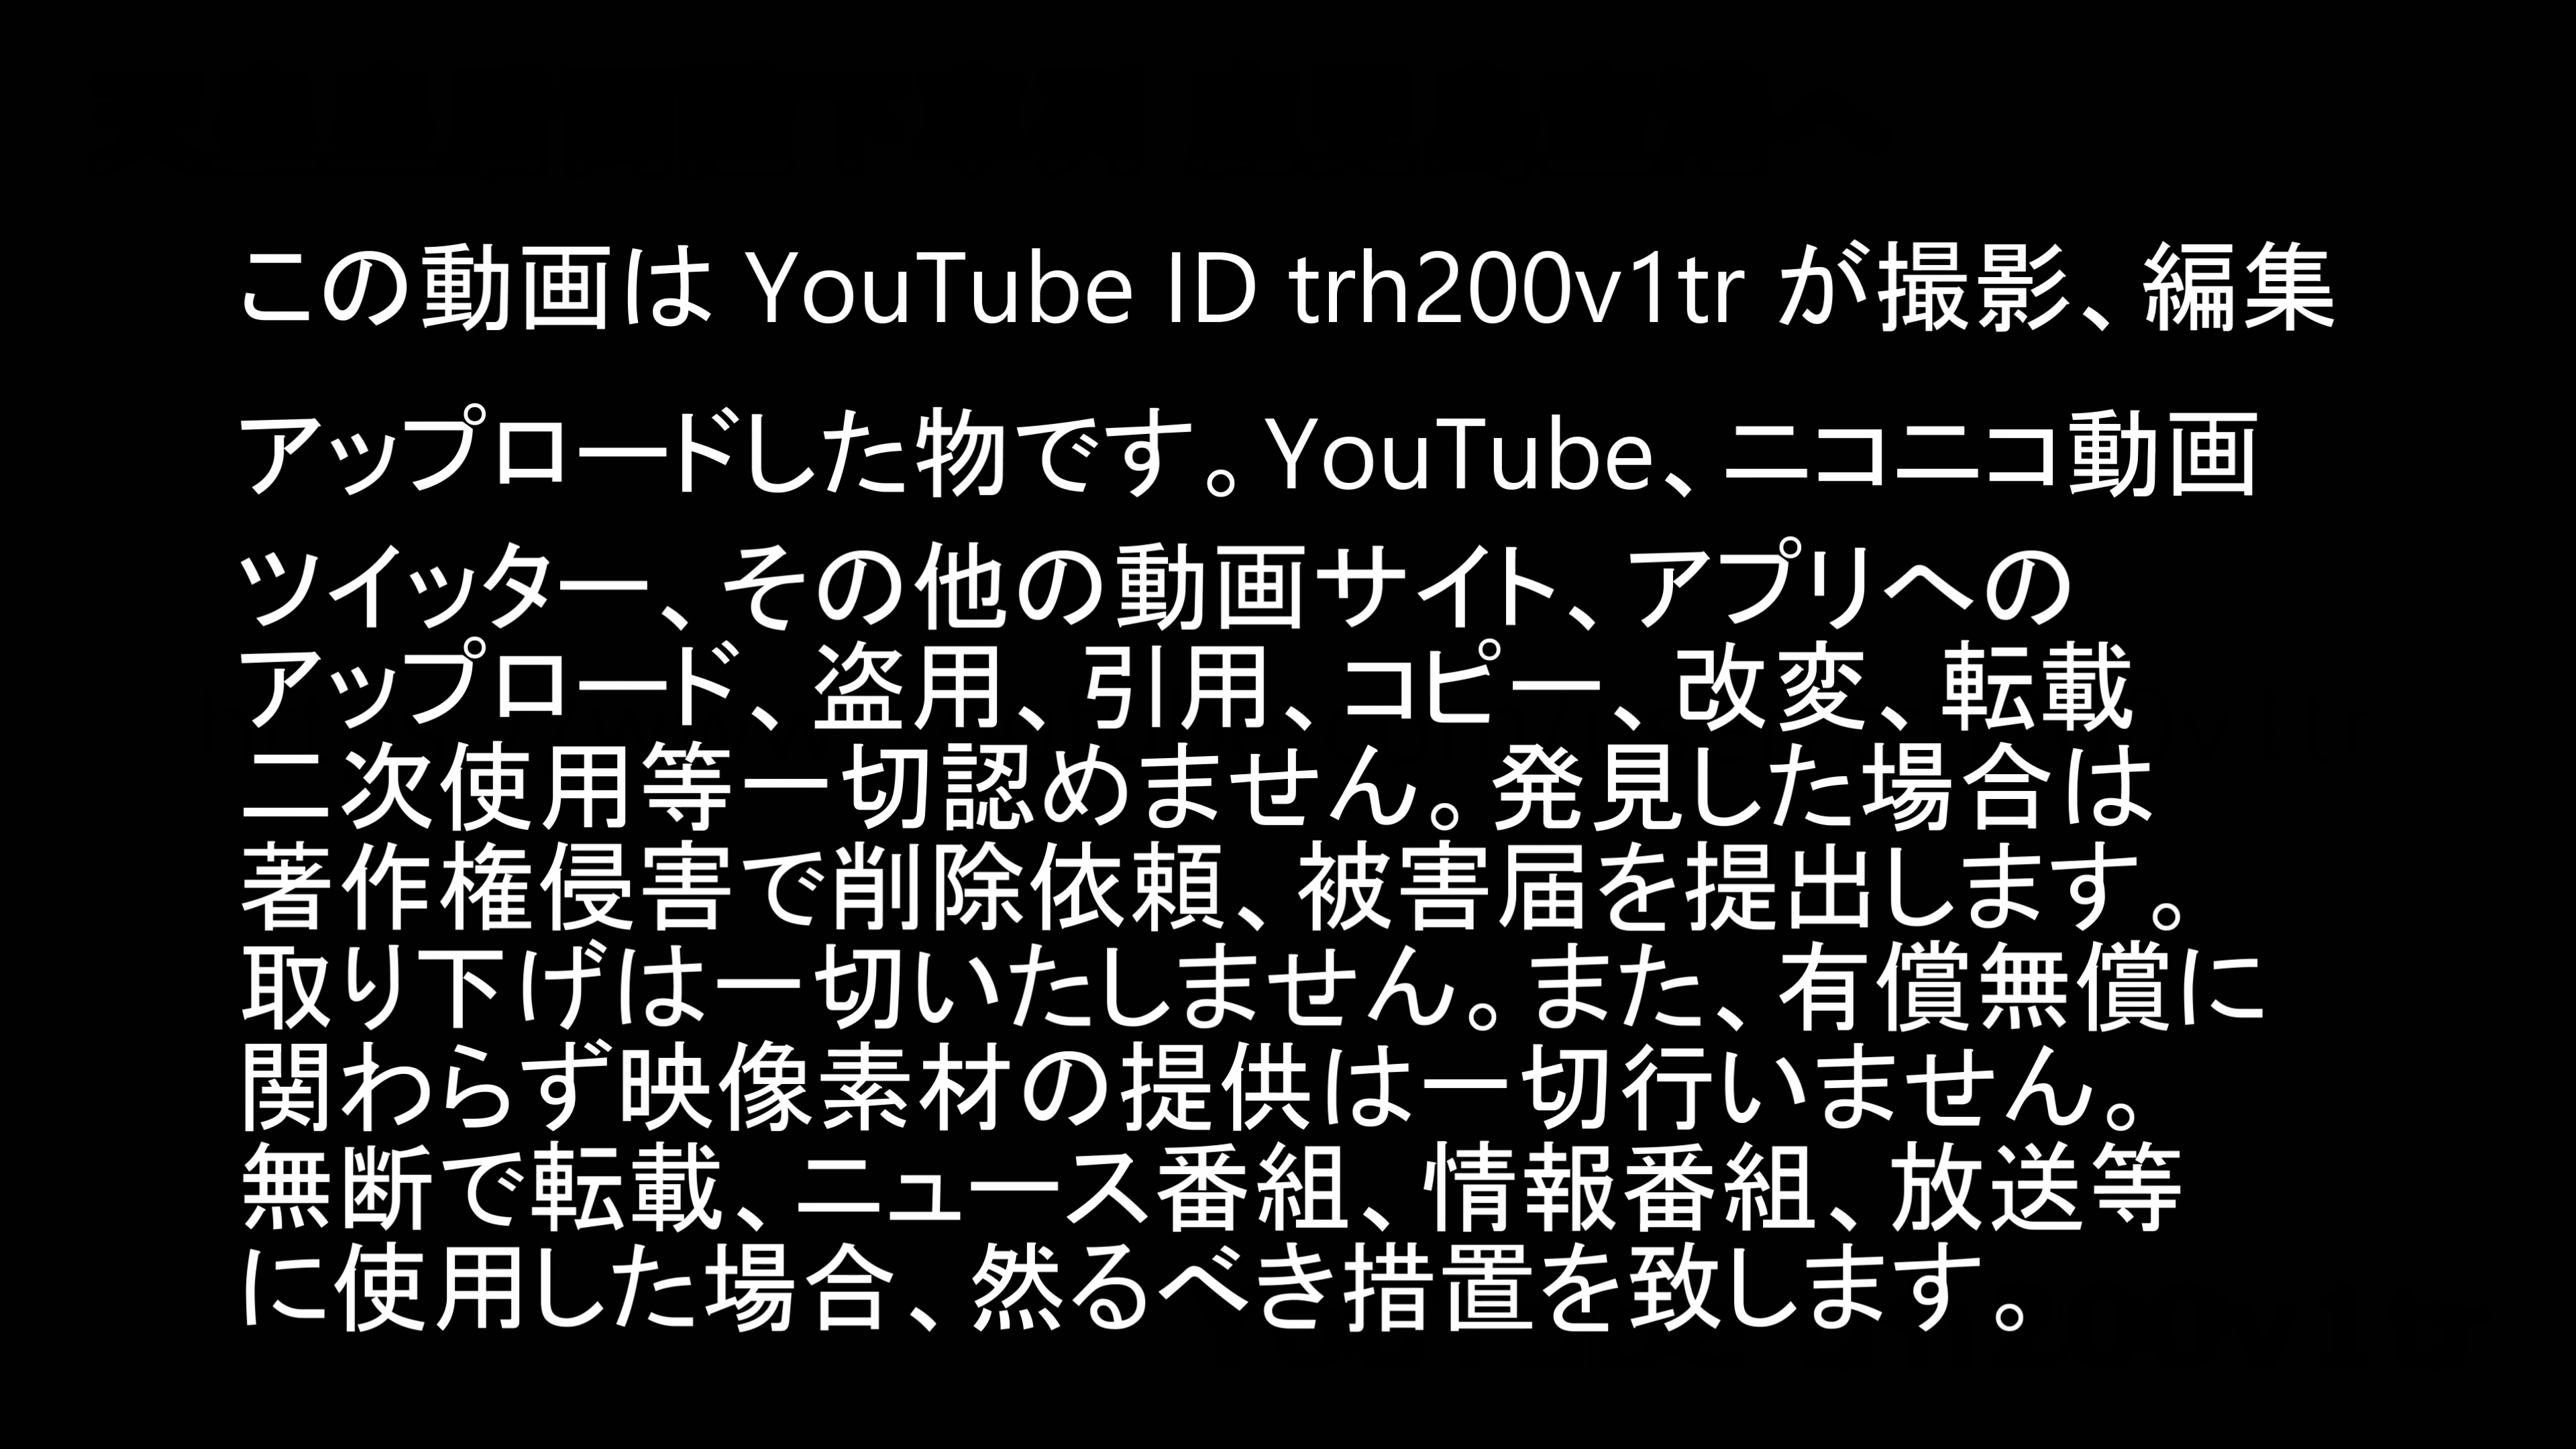 この動画は YouTube ID trh200v1tr が撮影、編集
アップロードした物です。YouTube、ニコニコ動画
ツイッター、その他の動画サイト、アプリへの
アップロード、盗用、引用、コピー、改変、転載
二次使用等一切認めません。発見した場合は
著作権侵害で削除依頼、被害届を提出します。
取り下げは一切いたしません。また、有償無償に
関わらず映像素材の提供は一切行いません。
無断で転載、ニュース番組、情報番組、放送等
に使用した場合、然るべき措置を致します。